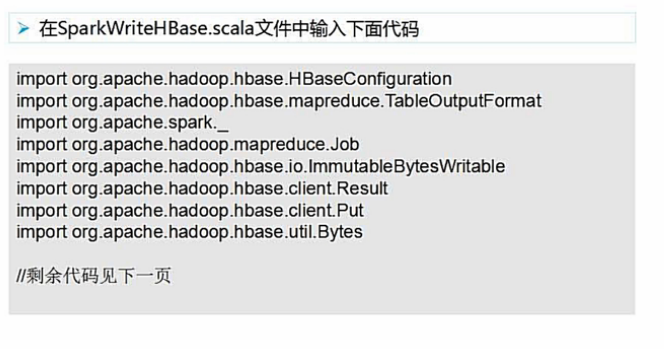 ➢ 在SparkWriteHBase.scala文件中输入下面代码
import org.apache.hadoop.hbase.HBaseConfiguration
import org.apache.hadoop.hbase.mapreduce.TableOutputFormat
import org.apache.spark._
import org.apache.hadoop.mapreduce.Job
import org.apache.hadoop.hbase.io.ImmutableBytesWritable
import org.apache.hadoop.hbase.client.Result
import org.apache.hadoop.hbase.client.Put
import org.apache.hadoop.hbase.util.Bytes
//剩余代码见下一页